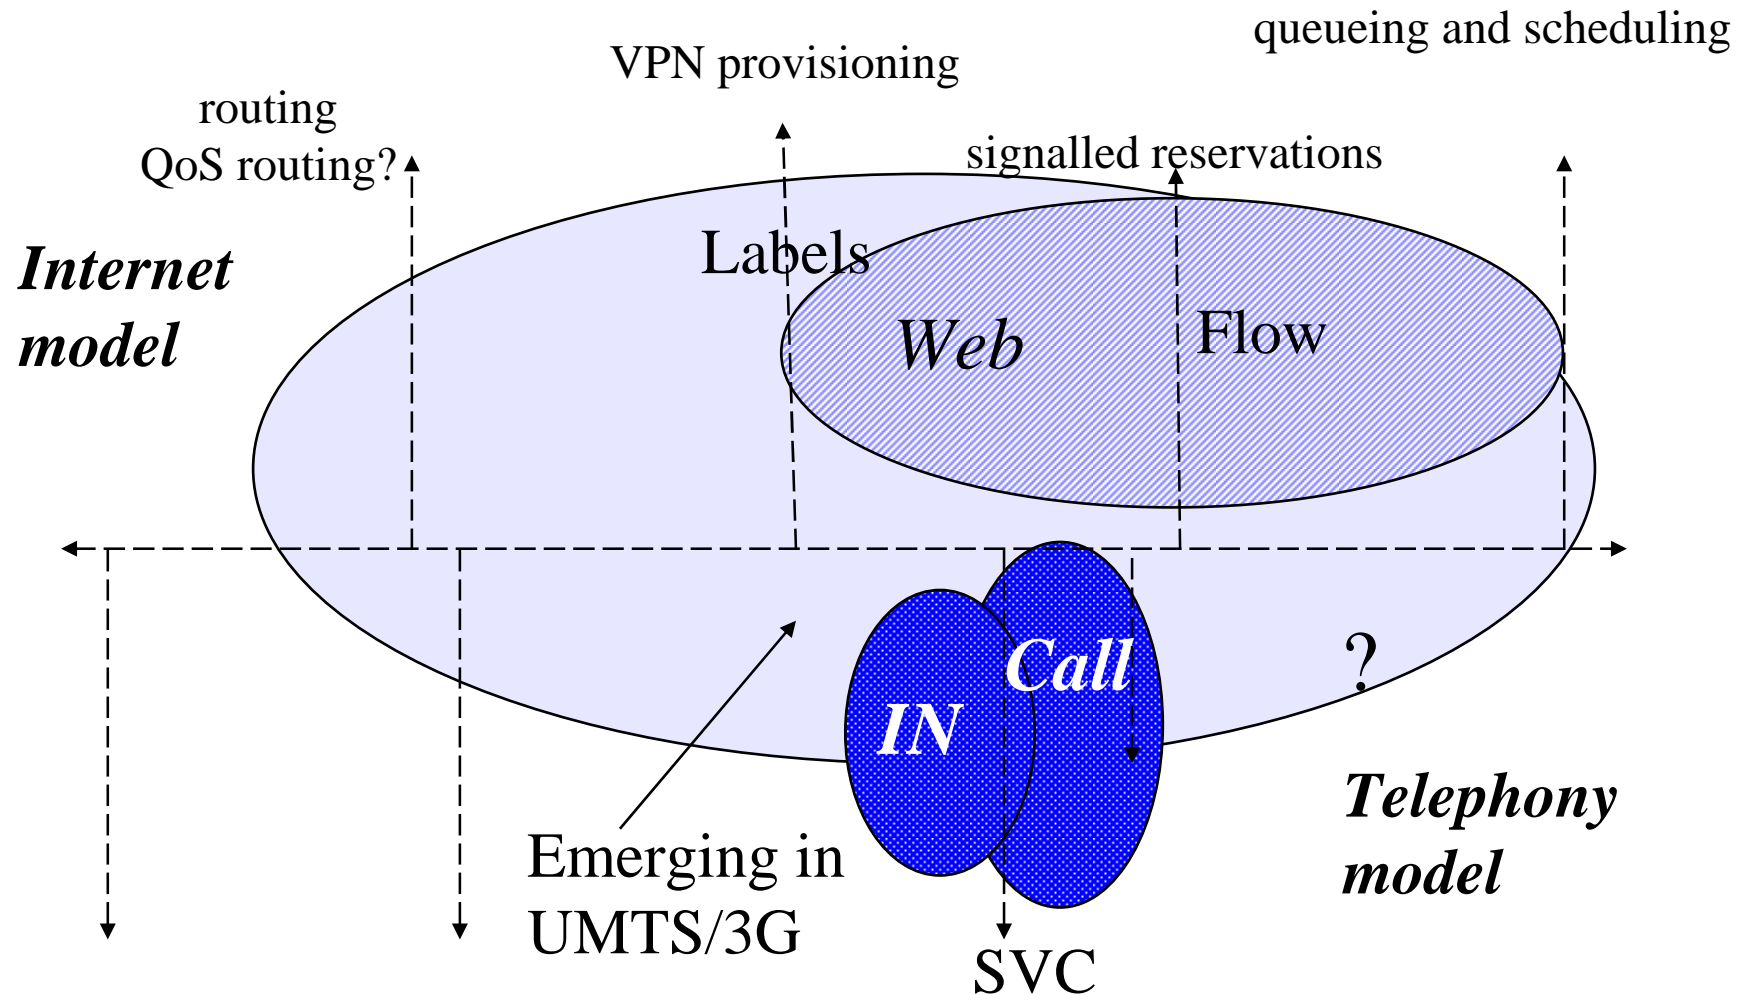 queueing and scheduling
VPN provisioning
routing
QoS routing?
signalled reservations
Labels
Internet
model
Web
Flow
?
Call
IN
Telephony
model
Emerging in
UMTS/3G
SVC